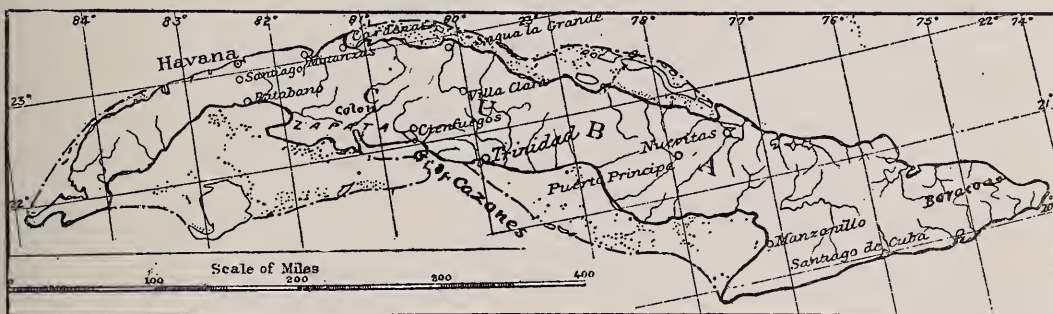 84° 83° 82° 81° 80° 79° 78° 77° 76° 75° 22° 74°
Havana
Cardenas
Sagua la Grande
Matanzas
Santiago
Batabano
23°
Colon
Villa Clara
C U B A
ZAPATA
Cienfuegos
Trinidad
Nuevitas
21°
G. of Cazones
Puerto Principe
22°
Baracoa
20°
Manzanillo
Santiago de Cuba
Scale of Miles
100 200 300 400